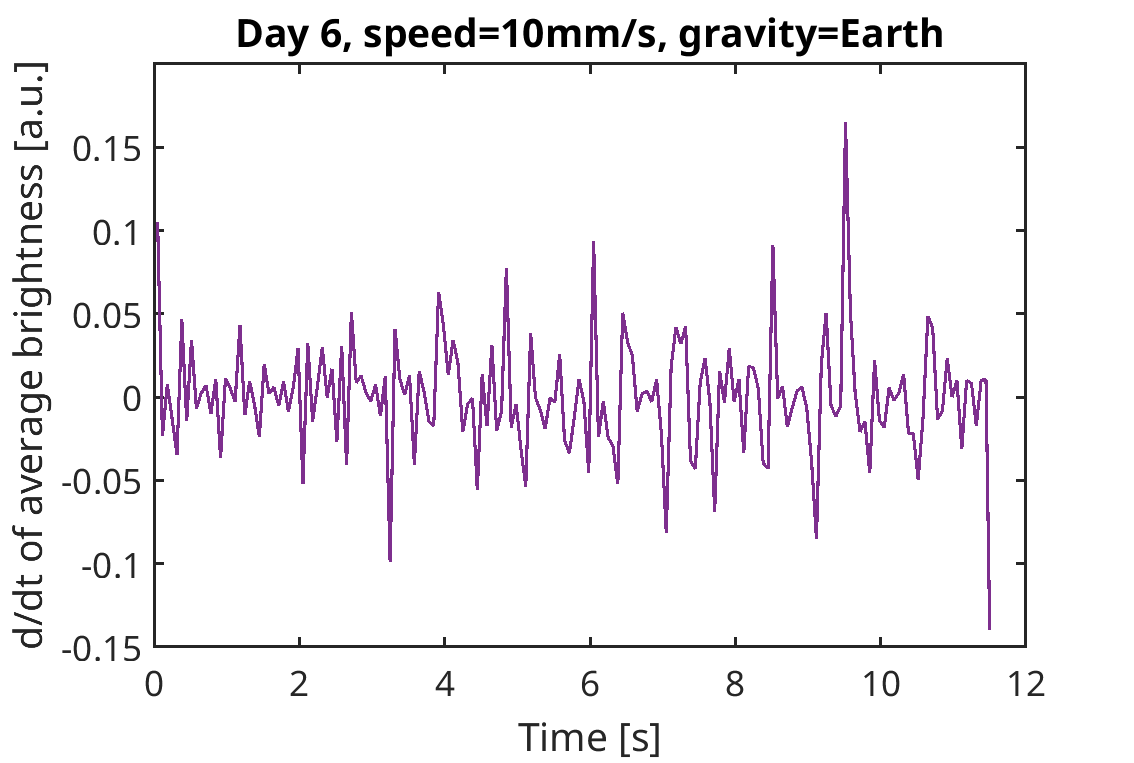 Day 6, speed=10mm/s, gravity=Earth
d/dt of average brightness [a.u.]
0.15
0.1
0.05
0
-0.05
-0.1
-0.15
0 2 4 6 8 10 12
Time [s]